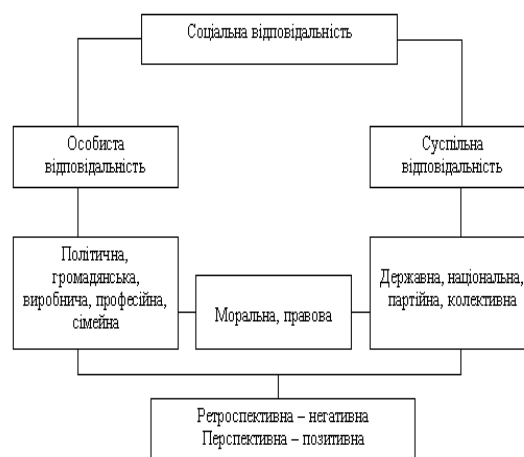 Соціальна відповідальність
Особиста
відповідальність
Суспільна
відповідальність
Політична,
громадянська,
виробнича, професійна,
сімейна
Моральна, правова
Державна, національна,
партійна, колективна
Ретроспективна – негативна
Перспективна – позитивна